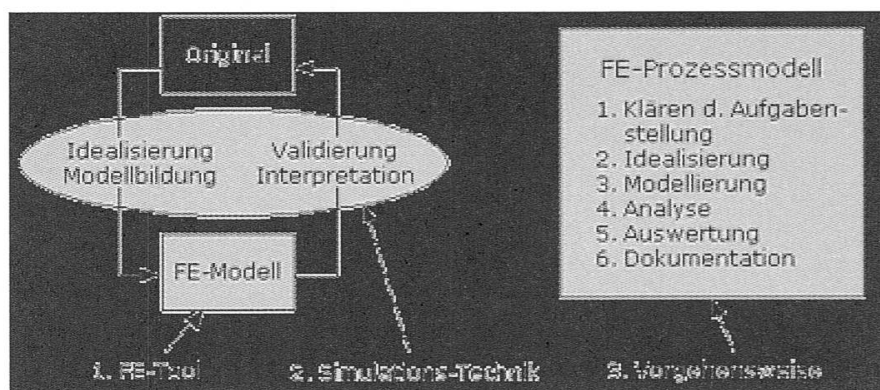 Original
Idealisierung
Modellbildung
Validierung
Interpretation
FE-Modell
1. FE-Tool
2. Simulations-Technik
FE-Prozessmodell
1. Klären d. Aufgaben-
stellung
2. Idealisierung
3. Modellierung
4. Analyse
5. Auswertung
6. Dokumentation
3. Vorgehensweise